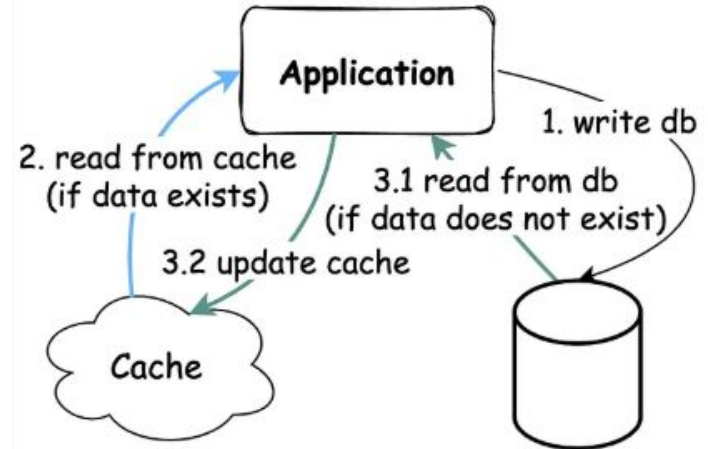 Application
1. write db
2. read from cache
(if data exists)
3.1 read from db
(if data does not exist)
3.2 update cache
Cache